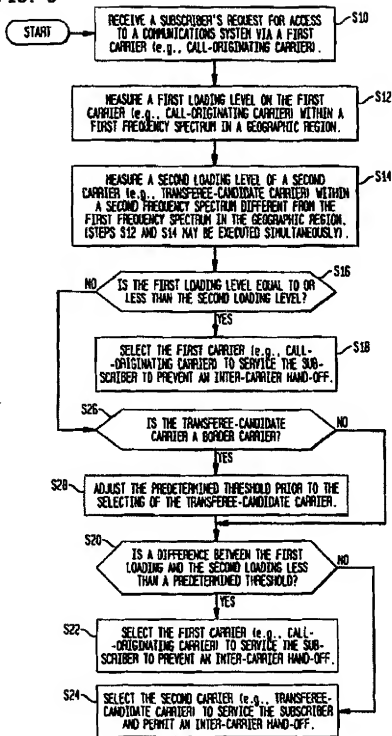 START
RECEIVE A SUBSCRIBER'S REQUEST FOR ACCESS
TO A COMMUNICATIONS SYSTEM VIA A FIRST
CARRIER (e.g., CALL-ORIGINATING CARRIER).
S10
MEASURE A FIRST LOADING LEVEL ON THE FIRST
CARRIER (e.g., CALL-ORIGINATING CARRIER) WITHIN A
FIRST FREQUENCY SPECTRUM IN A GEOGRAPHIC REGION.
S12
MEASURE A SECOND LOADING LEVEL OF A SECOND
CARRIER (e.g., TRANSFEREE-CANDIDATE CARRIER) WITHIN
A SECOND FREQUENCY SPECTRUM DIFFERENT FROM THE
FIRST FREQUENCY SPECTRUM IN THE GEOGRAPHIC REGION.
(STEPS S12 AND S14 MAY BE EXECUTED SIMULTANEOUSLY).
S14
S16
NO
IS THE FIRST LOADING LEVEL EQUAL TO OR
LESS THAN THE SECOND LOADING LEVEL?
YES
SELECT THE FIRST CARRIER (e.g., CALL-
-ORIGINATING CARRIER) TO SERVICE THE SUB-
SCRIBER TO PREVENT AN INTER-CARRIER HAND-OFF.
S18
S26
IS THE TRANSFEREE-CANDIDATE
CARRIER A BORDER CARRIER?
NO
YES
S28
ADJUST THE PREDETERMINED THRESHOLD PRIOR TO THE
SELECTING OF THE TRANSFEREE-CANDIDATE CARRIER.
S20
IS A DIFFERENCE BETWEEN THE FIRST
LOADING AND THE SECOND LOADING LESS
THAN A PREDETERMINED THRESHOLD?
NO
YES
S22
SELECT THE FIRST CARRIER (e.g., CALL-
-ORIGINATING CARRIER) TO SERVICE THE SUB-
SCRIBER TO PREVENT AN INTER-CARRIER HAND-OFF.
S24
SELECT THE SECOND CARRIER (e.g., TRANSFEREE-
CANDIDATE CARRIER) TO SERVICE THE SUBSCRIBER
AND PERMIT AN INTER-CARRIER HAND-OFF.